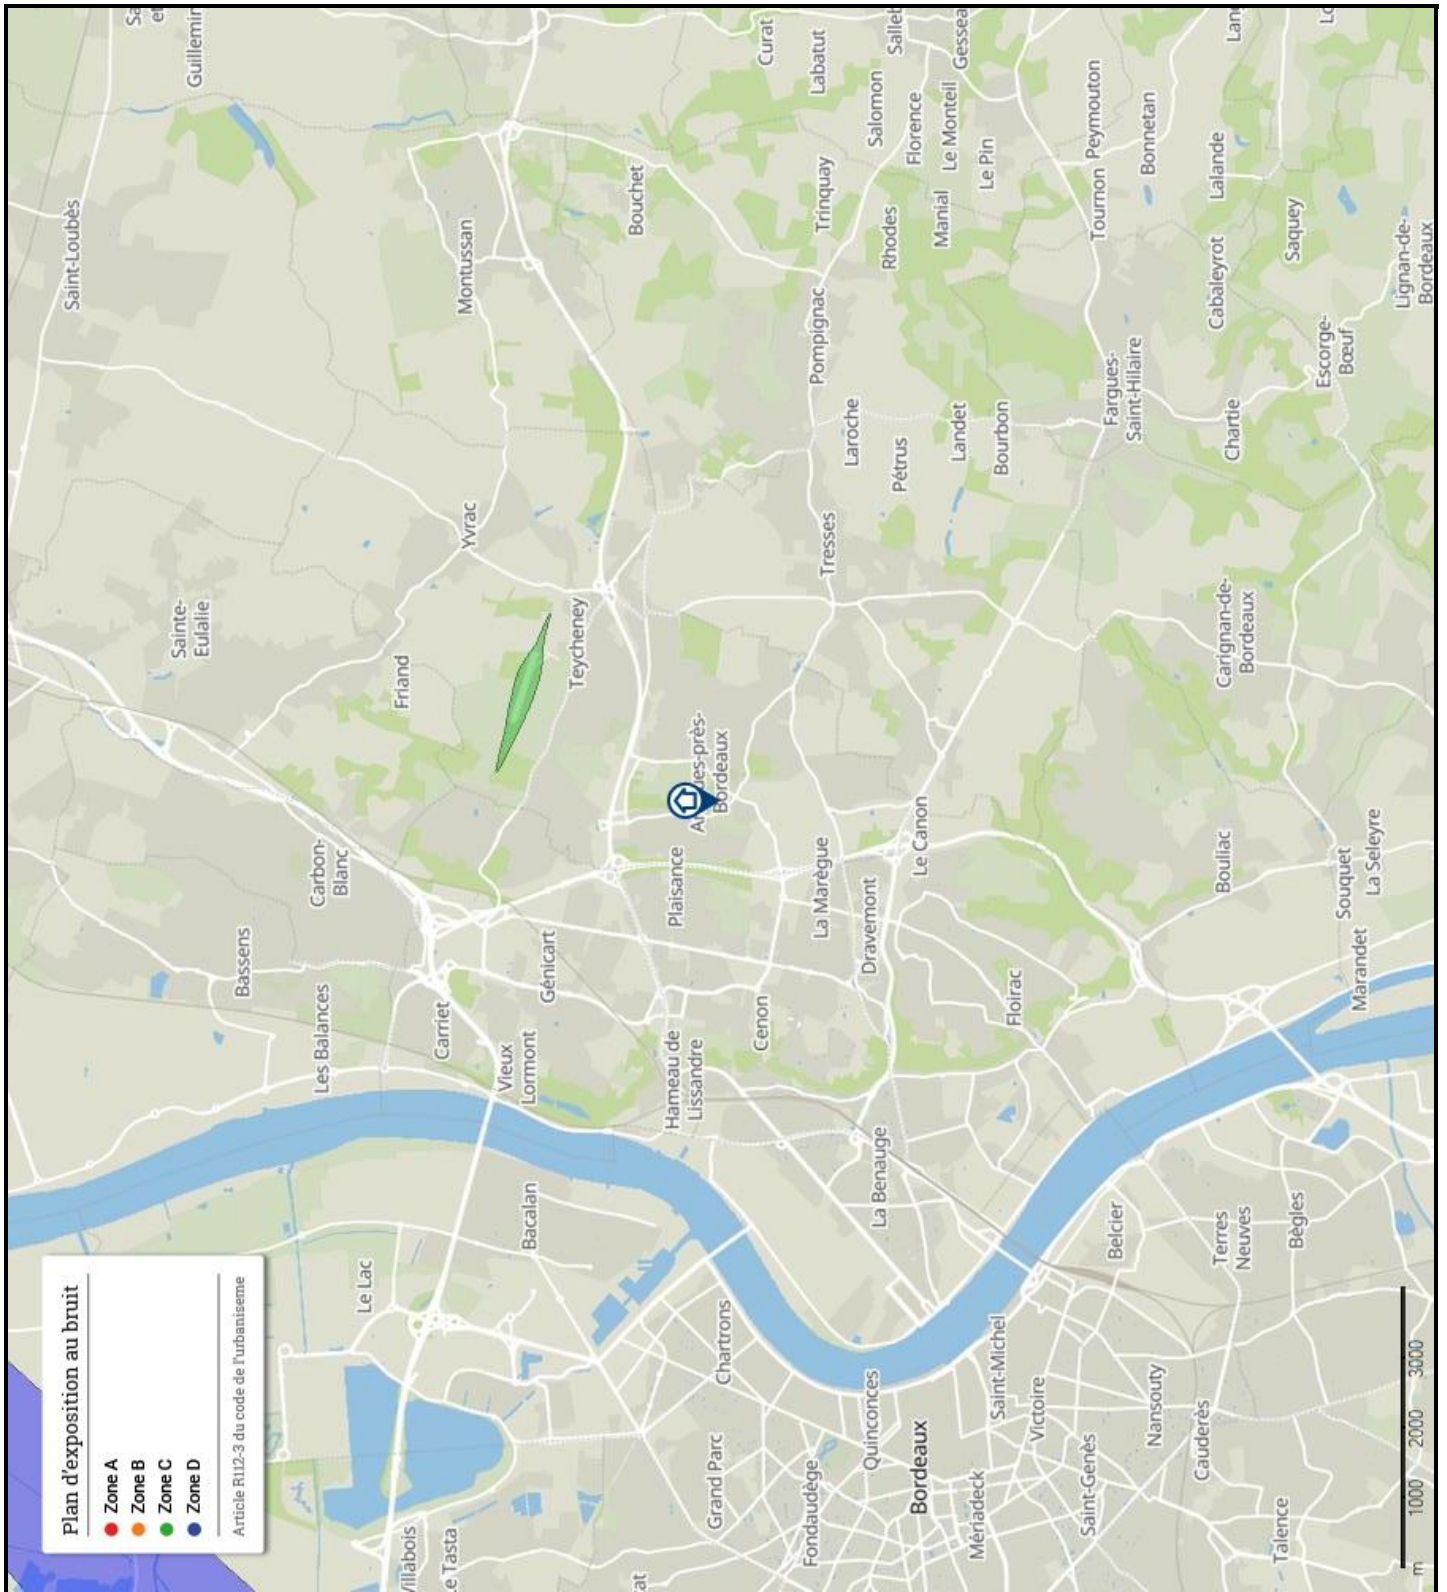 Plan d'exposition au bruit
Zone A
Zone B
Zone C
Zone D
Article R112-3 du code de l'urbaniseme
Saint-Loubès
Guillemin
Sainte-
Eulalie
Bassens
Carbon-
Blanc
Les Balances
Le Lac
Friand
Carriet
Montussan
Yvrac
Vieux
Lormont
Génicart
Bacalan
Teycheney
Bouchet
Plaisance
Hameau de
Lissandre
Bordeaux
Cenon
Chartrons
Grand Parc
Curat
Labatut
Trinquay
Pompignac
Tresses
La Marègue
Fondaudège
Laroche
Salomon
Rhodes
Dravemont
La Benauge
Quinconces
Pétrus
Florence
Le Canon
Bordeaux
Manial
Le Monteil
Landet
Mériadeck
Le Pin
Bourbon
Floirac
Saint-Michel
Victoire
Peymouton
Tournon
Saint-Genès
Fargues-
Saint-Hilaire
Belcier
Bonnetan
Nansouty
Lalande
Cabaleyrot
Chartie
Carignan-de-
Bordeaux
Bouliac
Terres
Neuves
Cauderès
Saquey
Bègles
Talence
Escorge-
Bœuf
Souquet
La Seleyre
Marandet
Lignan-de-
Bordeaux
m 1000 2000 3000